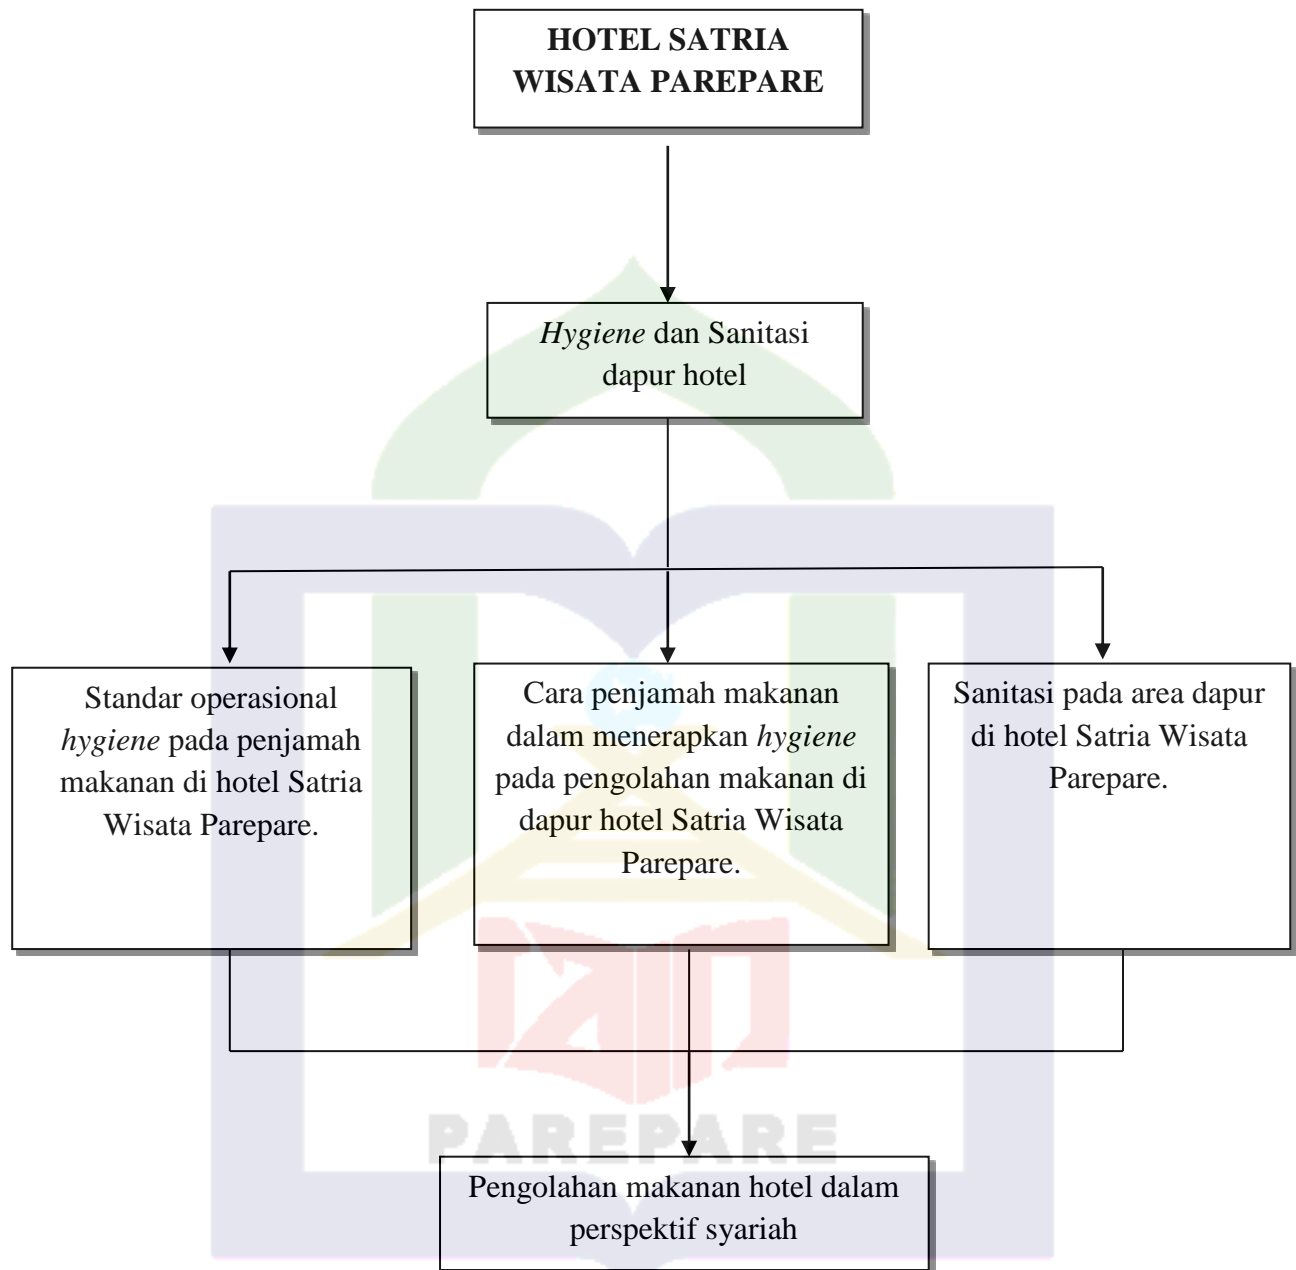 HOTEL SATRIA
WISATA PAREPARE
Hygiene dan Sanitasi
dapur hotel
Standar operasional
hygiene pada penjamah
makanan di hotel Satria
Wisata Parepare.
Cara penjamah makanan
dalam menerapkan hygiene
pada pengolahan makanan di
dapur hotel Satria Wisata
Parepare.
Sanitasi pada area dapur
di hotel Satria Wisata
Parepare.
PAREPARE
Pengolahan makanan hotel dalam
perspektif syariah